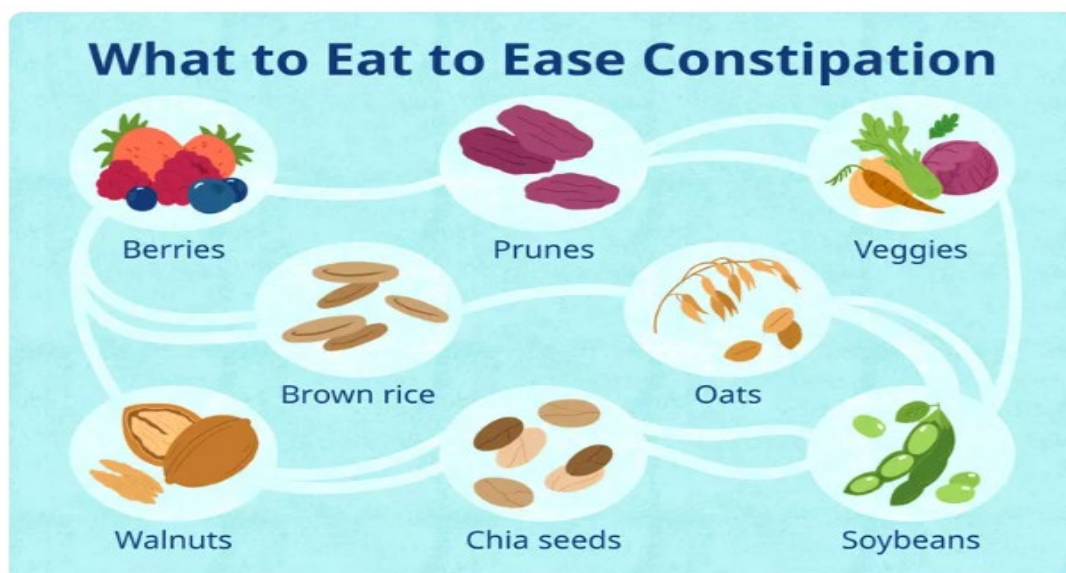 What to Eat to Ease Constipation
Berries
Prunes
Veggies
Brown rice
Oats
Walnuts
Chia seeds
Soybeans